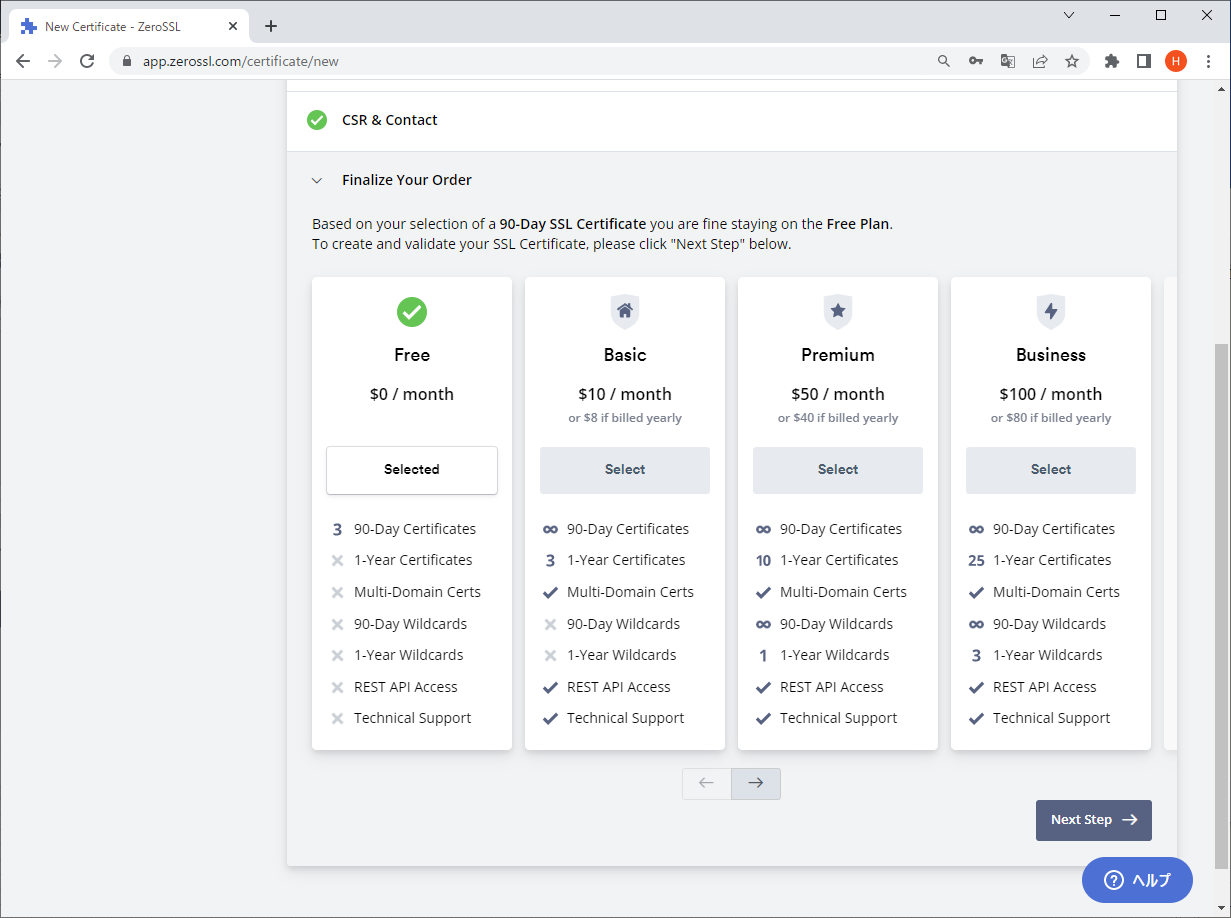 New Certificate - ZeroSSL
app.zerossl.com/certificate/new
H
CSR & Contact
Finalize Your Order
Based on your selection of a 90-Day SSL Certificate you are fine staying on the Free Plan.
To create and validate your SSL Certificate, please click "Next Step" below.
Free
$0 / month
Selected
3 90-Day Certificates
1-Year Certificates
Multi-Domain Certs
90-Day Wildcards
1-Year Wildcards
REST API Access
Technical Support
Basic
$10 / month
or $8 if billed yearly
Select
∞ 90-Day Certificates
3 1-Year Certificates
Multi-Domain Certs
90-Day Wildcards
1-Year Wildcards
REST API Access
Technical Support
Premium
$50 / month
or $40 if billed yearly
Select
∞ 90-Day Certificates
10 1-Year Certificates
Multi-Domain Certs
∞ 90-Day Wildcards
1 1-Year Wildcards
REST API Access
Technical Support
Business
$100 / month
or $80 if billed yearly
Select
∞ 90-Day Certificates
25 1-Year Certificates
Multi-Domain Certs
∞ 90-Day Wildcards
3 1-Year Wildcards
REST API Access
Technical Support
Next Step
ヘルプ